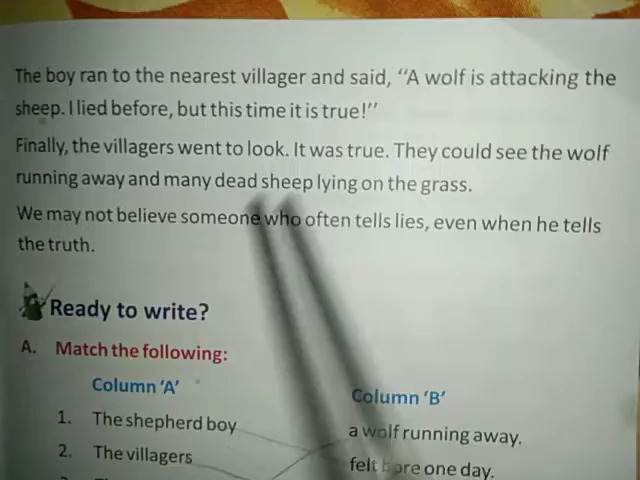 The boy ran to the nearest villager and said, “A wolf is attacking the
sheep. I lied before, but this time it is true!”
Finally, the villagers went to look. It was true. They could see the wolf
running away and many dead sheep lying on the grass.
We may not believe someone who often tells lies, even when he tells
the truth.
Ready to write?
A. Match the following:
Column ‘A’ Column ‘B’
1. The shepherd boy a wolf running away.
2. The villagers felt bore one day.